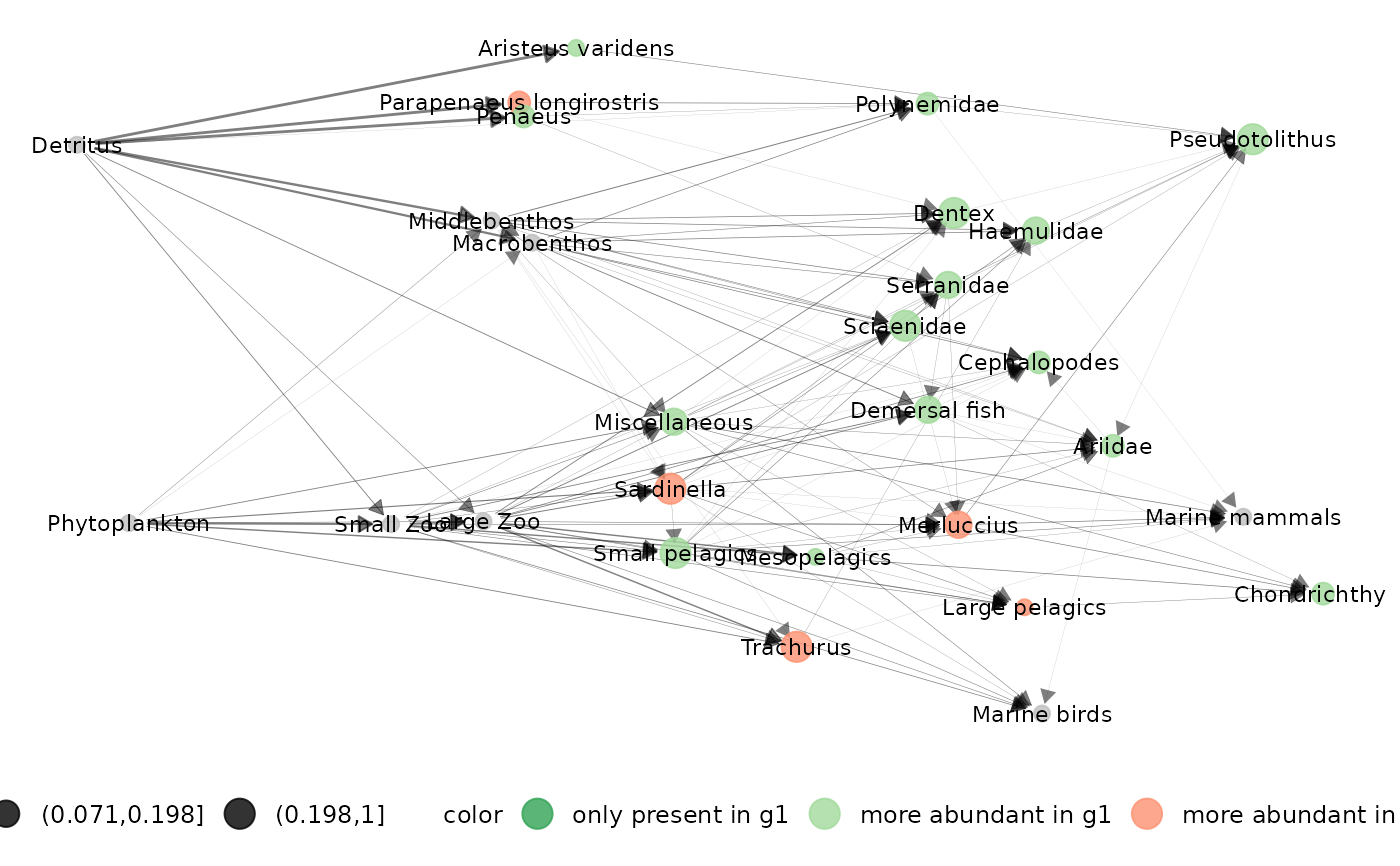 Aristeus varidens
Parapenaeus longirostris
Polynemidae
Penaeus
Detritus
Pseudotolithus
Dentex
Middlebenthos
Haemulidae
Macrobenthos
Serranidae
Sciaenidae
Cephalopodes
Demersal fish
Miscellaneous
Ariidae
Sardinella
Marine mammals
Phytoplankton
Small Zoo
Large Zoo
Merluccius
Small pelagics
Mesopelagics
Chondrichthy
Large pelagics
Trachurus
Marine birds
(0.071,0.198] (0.198,1] color only present in g1 more abundant in g1 more abundant in